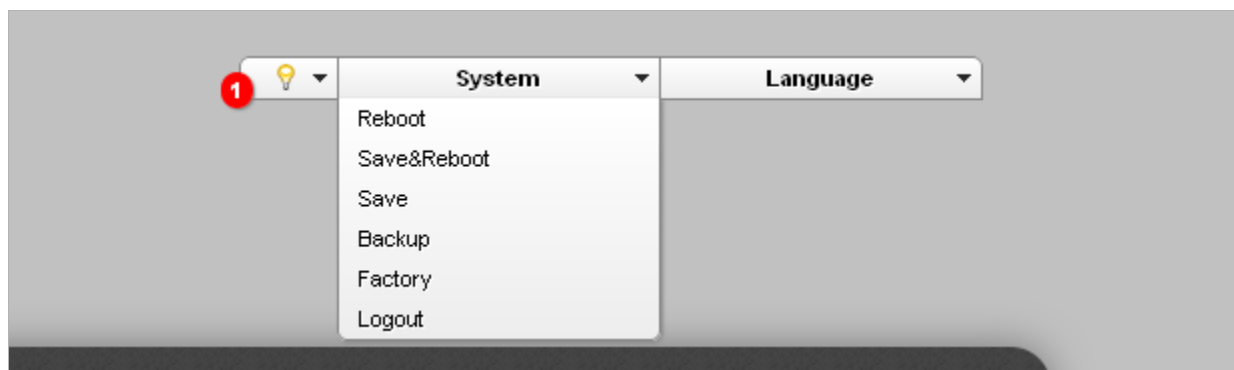 1
System
Language
Reboot
Save&Reboot
Save
Backup
Factory
Logout